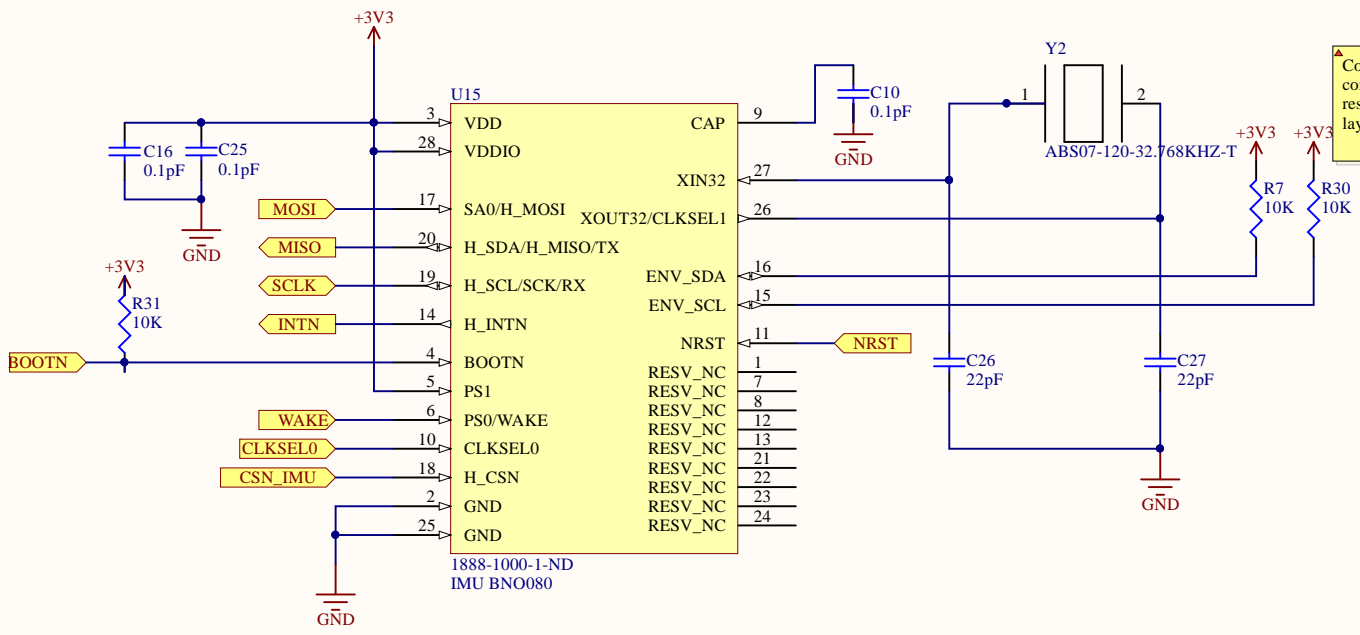 +3V3
Y2
U15
C10
0.1pF
GND
1
2
ABS07-120-32.768KHZ-T
Co
con
res
lay
+3V3
+3V3
R7
10K
R30
10K
C16
0.1pF
C25
0.1pF
GND
+3V3
R31
10K
MOSI
MISO
SCLK
INTN
BOOTN
WAKE
CLKSEL0
CSN_IMU
3 VDD
28 VDDIO
17 SA0/H_MOSI
20 H_SDA/H_MISO/TX
19 H_SCL/SCK/RX
14 H_INTN
4 BOOTN
5 PS1
6 PS0/WAKE
10 CLKSEL0
18 H_CSN
2 GND
25 GND
CAP 9
XIN32 27
XOUT32/CLKSEL1 26
ENV_SDA 16
ENV_SCL 15
NRST 11
RESV_NC 1
RESV_NC 7
RESV_NC 8
RESV_NC 12
RESV_NC 13
RESV_NC 21
RESV_NC 22
RESV_NC 23
RESV_NC 24
NRST
C26
22pF
C27
22pF
GND
1888-1000-1-ND
IMU BNO080
GND